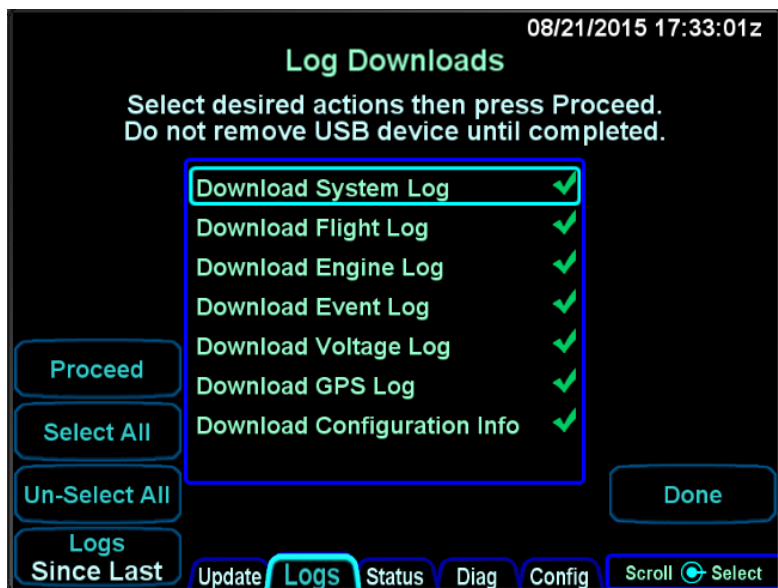 08/21/2015 17:33:01z
Log Downloads
Select desired actions then press Proceed.
Do not remove USB device until completed.
Download System Log
Download Flight Log
Download Engine Log
Download Event Log
Download Voltage Log
Download GPS Log
Download Configuration Info
Proceed
Select All
Un-Select All
Done
Logs
Since Last
Update Logs Status Diag Config Scroll Select